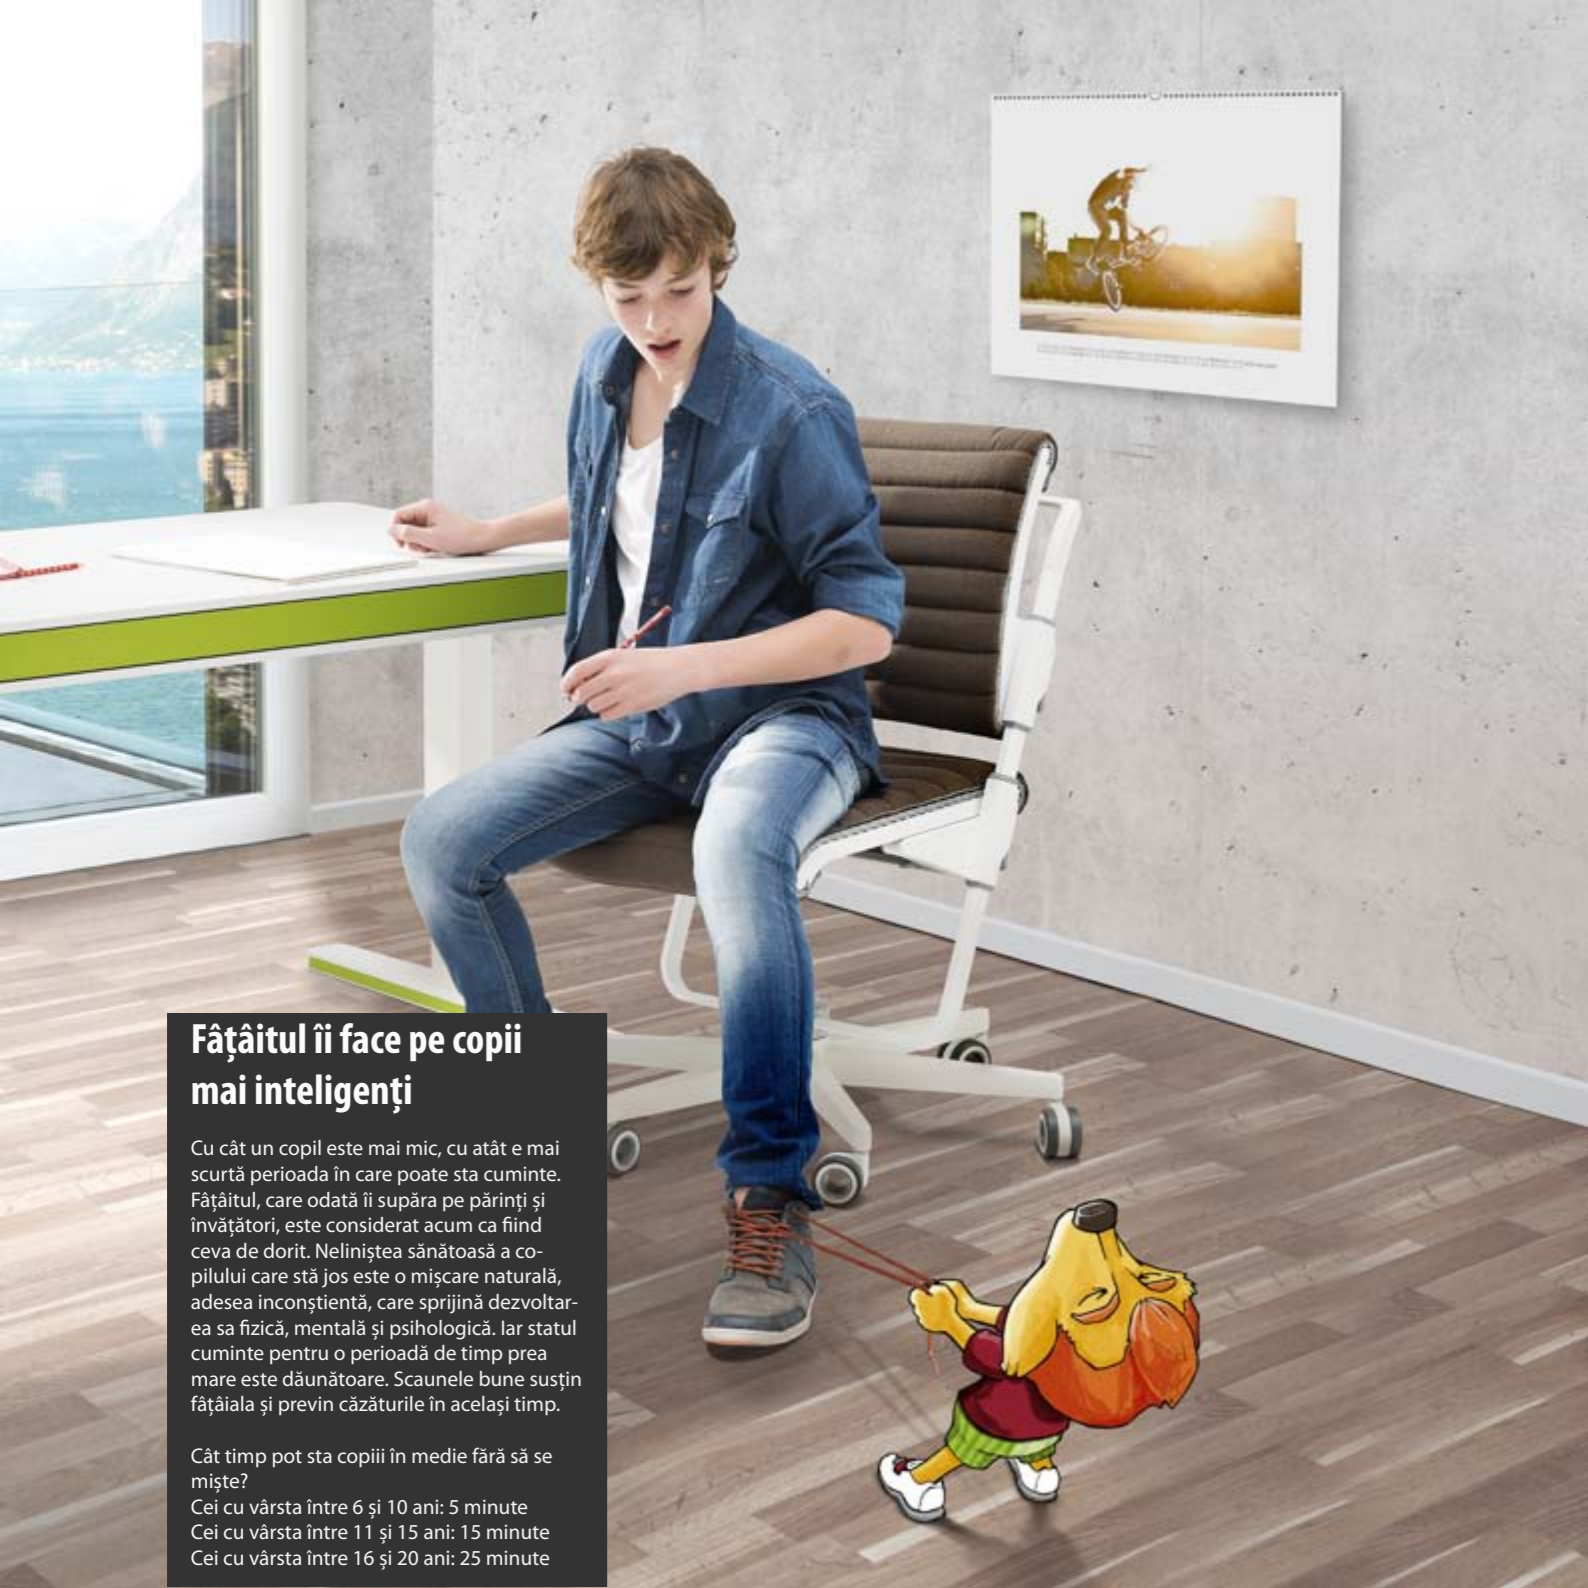 Fâțâitul îi face pe copii
mai inteligenți
Cu cât un copil este mai mic, cu atât e mai
scurtă perioada în care poate sta cuminte.
Fâțâitul, care odată îi supăra pe părinți și
învățători, este considerat acum ca fiind
ceva de dorit. Neliniștea sănătoasă a co-
pilului care stă jos este o mișcare naturală,
adesea inconștientă, care sprijină dezvoltar-
ea sa fizică, mentală și psihologică. Iar statul
cuminte pentru o perioadă de timp prea
mare este dăunătoare. Scaunele bune susțin
fâțâiala și previn căzăturile în același timp.
Cât timp pot sta copiii în medie fără să se
miște?
Cei cu vârsta între 6 și 10 ani: 5 minute
Cei cu vârsta între 11 și 15 ani: 15 minute
Cei cu vârsta între 16 și 20 ani: 25 minute